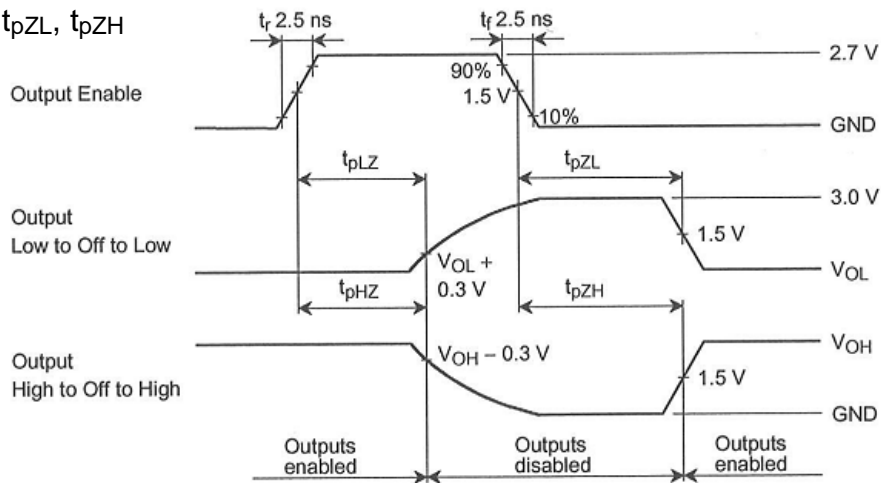 tpZL, tpZH
tr 2.5 ns
tf 2.5 ns
2.7 V
90%
Output Enable
1.5 V
10%
GND
tpLZ
tpZL
3.0 V
Output
Low to Off to Low
1.5 V
VOL +
0.3 V
VOL
tpHZ
tpZH
VOH
Output
High to Off to High
VOH – 0.3 V
1.5 V
GND
Outputs
enabled
Outputs
disabled
Outputs
enabled